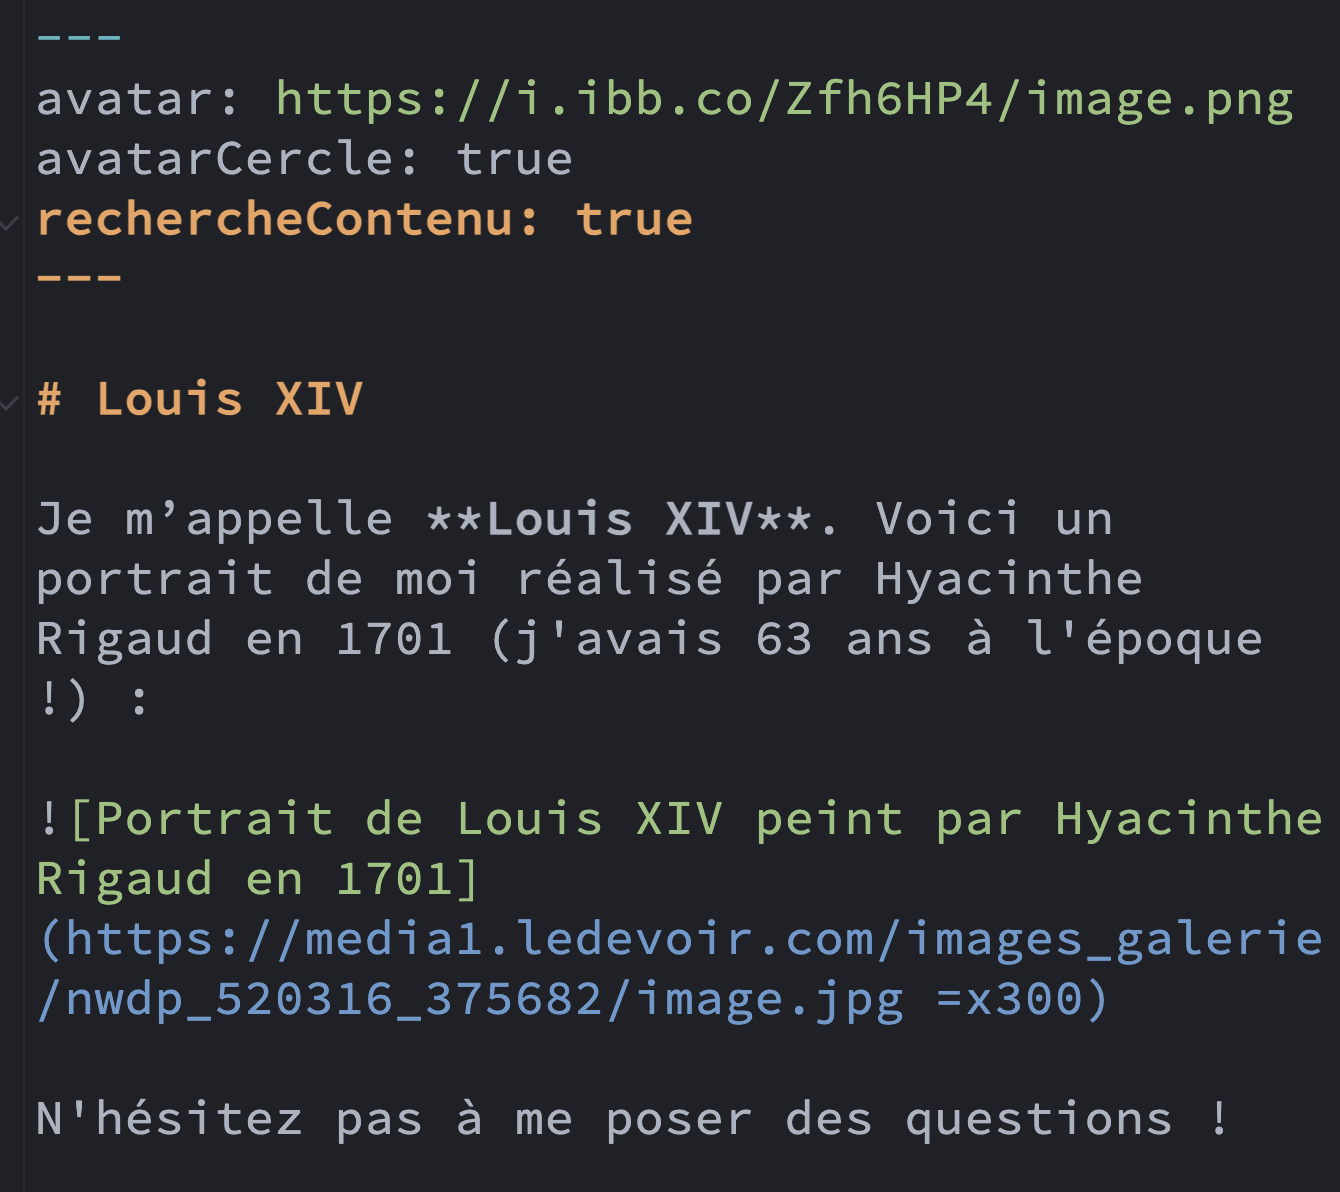 ---
avatar: https://i.ibb.co/Zfh6HP4/image.png
avatarCercle: true
rechercheContenu: true
---
# Louis XIV
Je m’appelle **Louis XIV**. Voici un
portrait de moi réalisé par Hyacinthe
Rigaud en 1701 (j'avais 63 ans à l'époque
!) :
![Portrait de Louis XIV peint par Hyacinthe
Rigaud en 1701]
(https://media1.ledevoir.com/images_galerie
/nwdp_520316_375682/image.jpg =x300)
N'hésitez pas à me poser des questions !